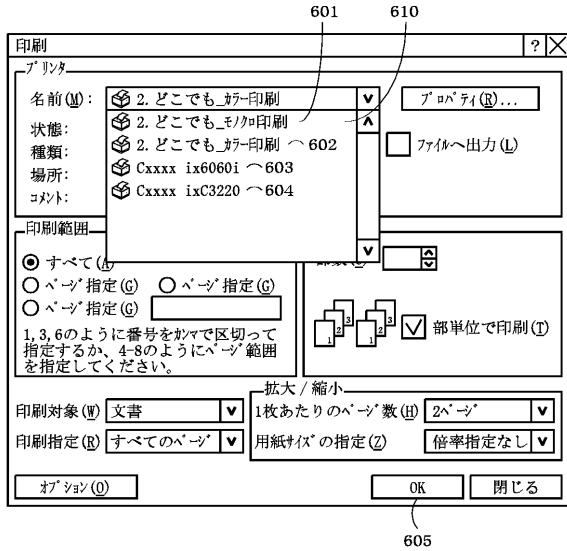 601 610
印刷 ?
プリンタ
名前(M): 2.どこでも_カラー印刷 プロパティ(R)...
2.どこでも_モノクロ印刷
状態:
2.どこでも_カラー印刷 602 ファイルへ出力(L)
種類:
Cxxxx ix6060i 603
場所:
Cxxxx ixC3220 604
コメント:
印刷範囲
すべて(A)
ページ指定(G) ページ指定(G)
ページ指定(G)
1,3,6のように番号をカンマで区切って
指定するか、4-8のようにページ範囲
を指定してください。
1 2 3 1 2 3 部単位で印刷(T)
拡大/縮小
印刷対象(W) 文書 1枚あたりのページ数(H) 2ページ
印刷指定(R) すべてのページ 用紙サイズの指定(Z) 倍率指定なし
オプション(O) OK 閉じる
605